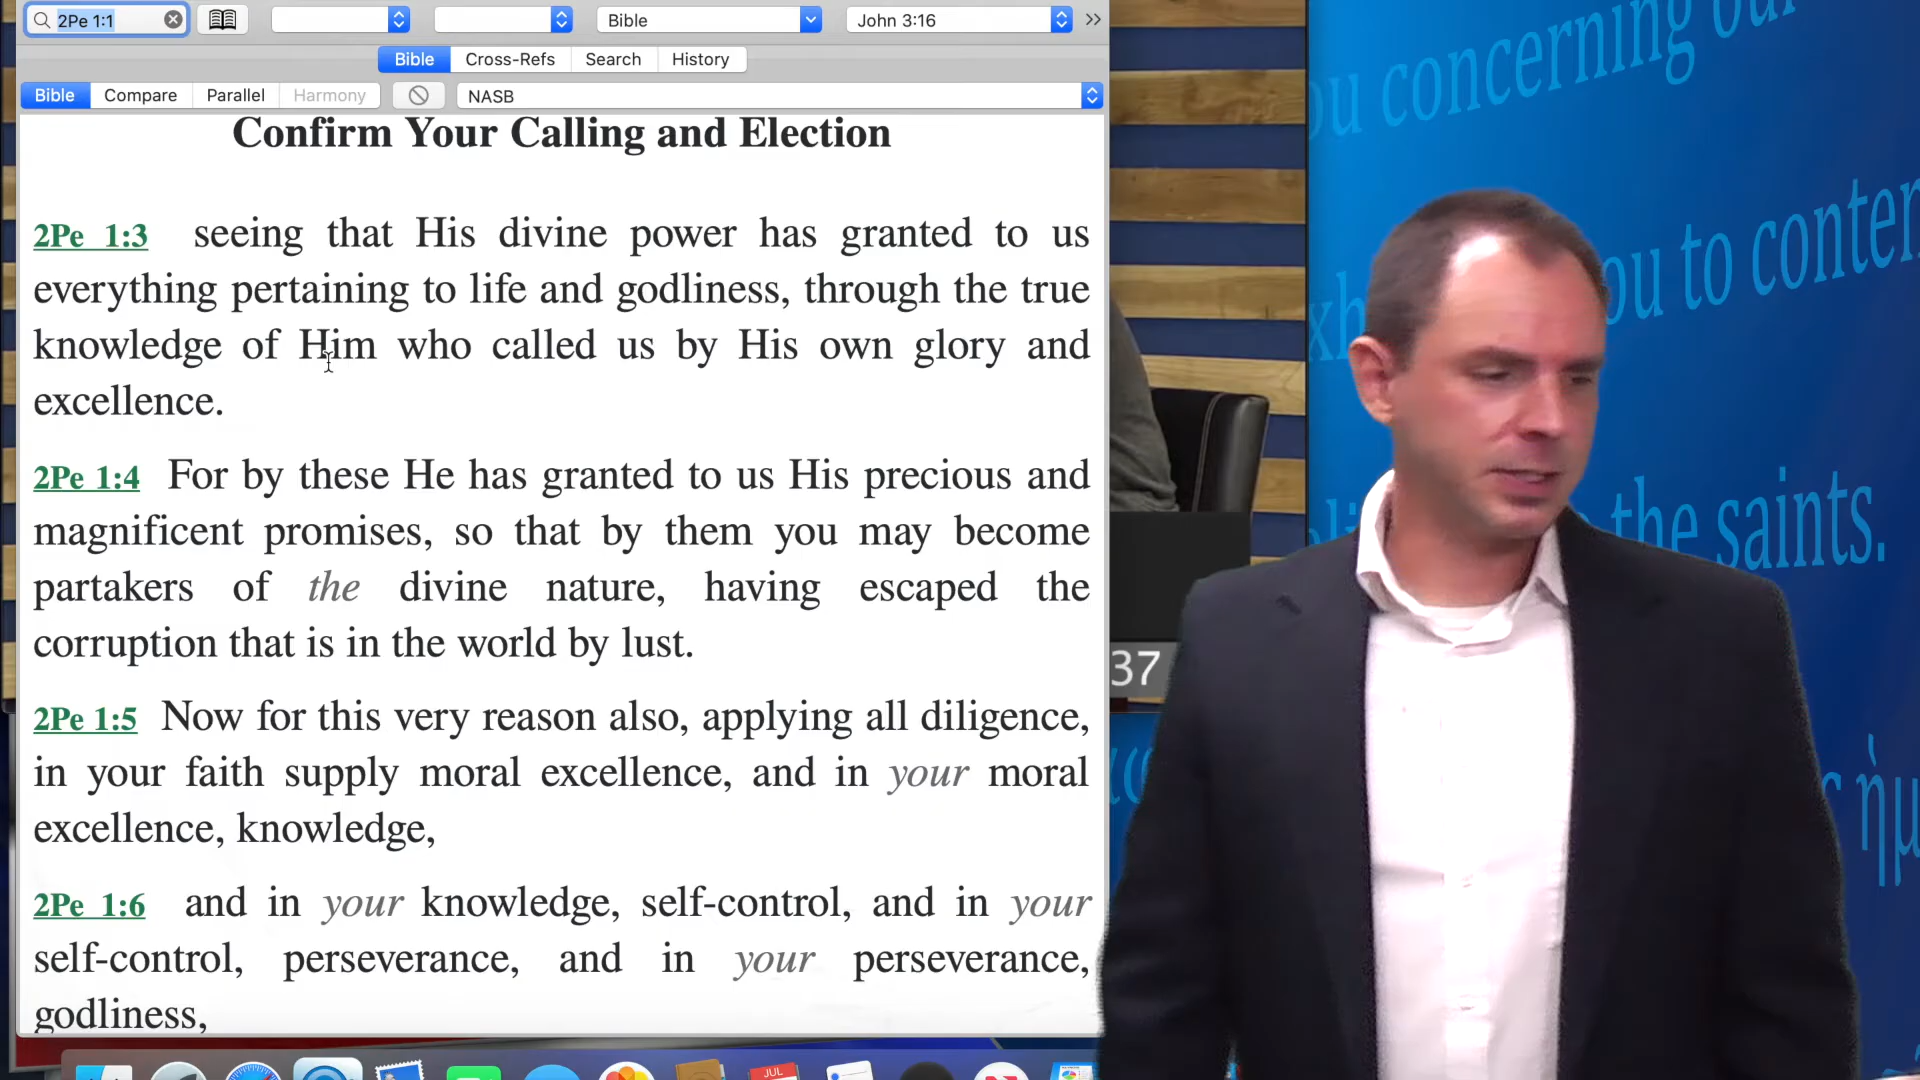 2Pe 1:1
Bible
John 3:16
Bible Cross-Refs Search History
Bible Compare Parallel Harmony NASB
Confirm Your Calling and Election
2Pe 1:3 seeing that His divine power has granted to us
everything pertaining to life and godliness, through the true
knowledge of Him who called us by His own glory and
excellence.
2Pe 1:4 For by these He has granted to us His precious and
magnificent promises, so that by them you may become
partakers of the divine nature, having escaped the
corruption that is in the world by lust.
2Pe 1:5 Now for this very reason also, applying all diligence,
in your faith supply moral excellence, and in your moral
excellence, knowledge,
2Pe 1:6 and in your knowledge, self-control, and in your
self-control, perseverance, and in your perseverance,
godliness,
JUL
37
ou concerning our
ou to conten
the saints.
ς ἡμ